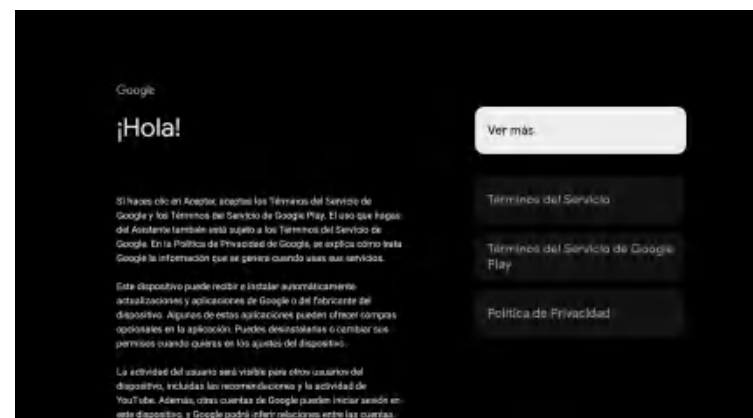 Google
¡Hola!
Si haces clic en Aceptar, aceptas los Términos del Servicio de
Google y los Términos del Servicio de Google Play. El uso que hagas
del Asistente también está sujeto a los Términos del Servicio de
Google. En la Política de Privacidad de Google, se explica cómo trata
Google la información que se genera cuando usas sus servicios.
Este dispositivo puede recibir e instalar automáticamente
actualizaciones y aplicaciones de Google o del fabricante del
dispositivo. Algunas de estas aplicaciones pueden ofrecer compras
opcionales en la aplicación. Puedes desinstalarlas o cambiar sus
permisos cuando quieras en los ajustes del dispositivo.
La actividad del usuario será visible para otros usuarios del
dispositivo, incluidas las recomendaciones y la actividad de
YouTube. Además, otras cuentas de Google pueden iniciar sesión en
este dispositivo, y Google podrá inferir relaciones entre las cuentas.
Ver más
Términos del Servicio
Términos del Servicio de Google
Play
Política de Privacidad